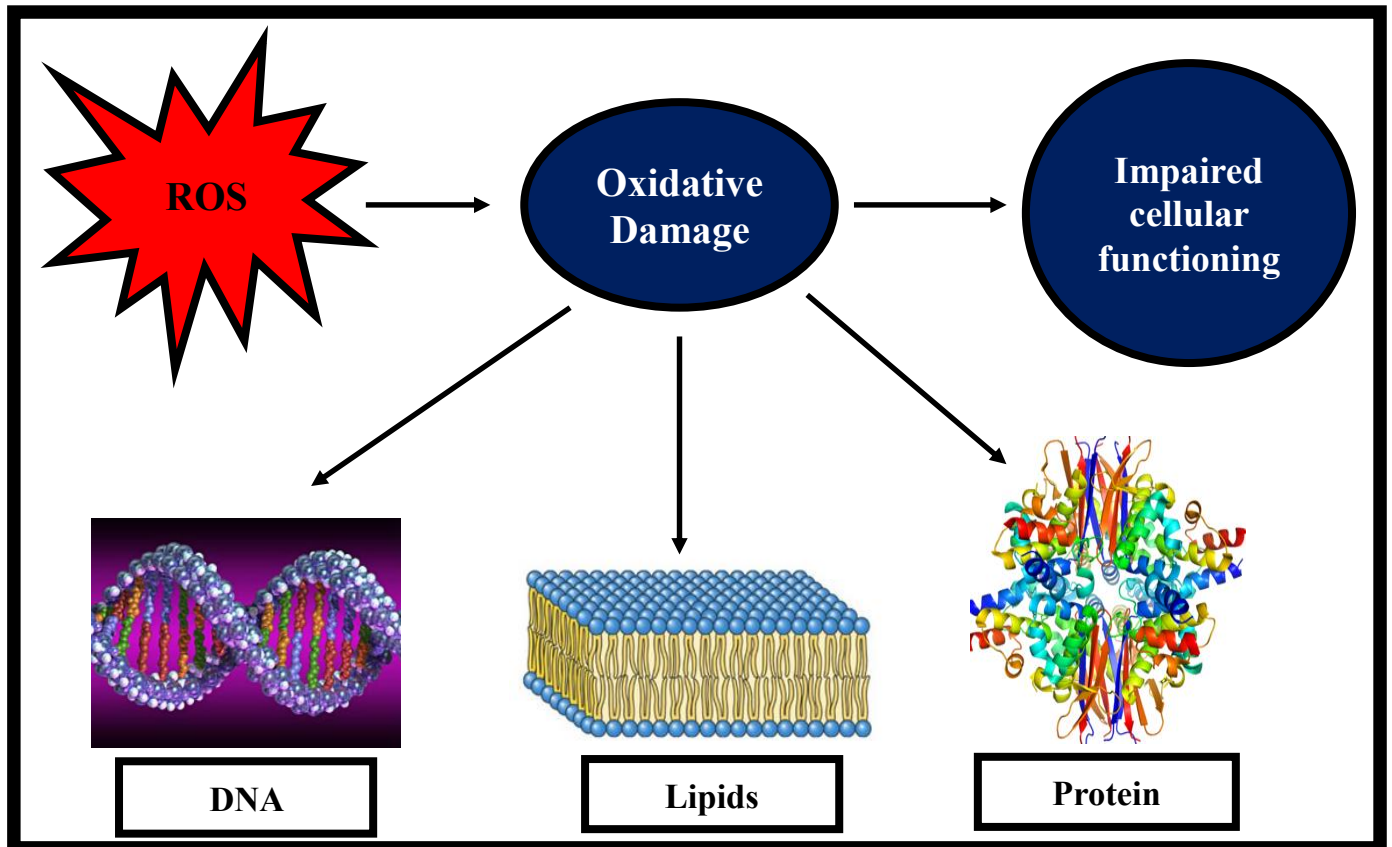 ROS
Oxidative
Damage
Impaired
cellular
functioning
DNA
Lipids
Protein